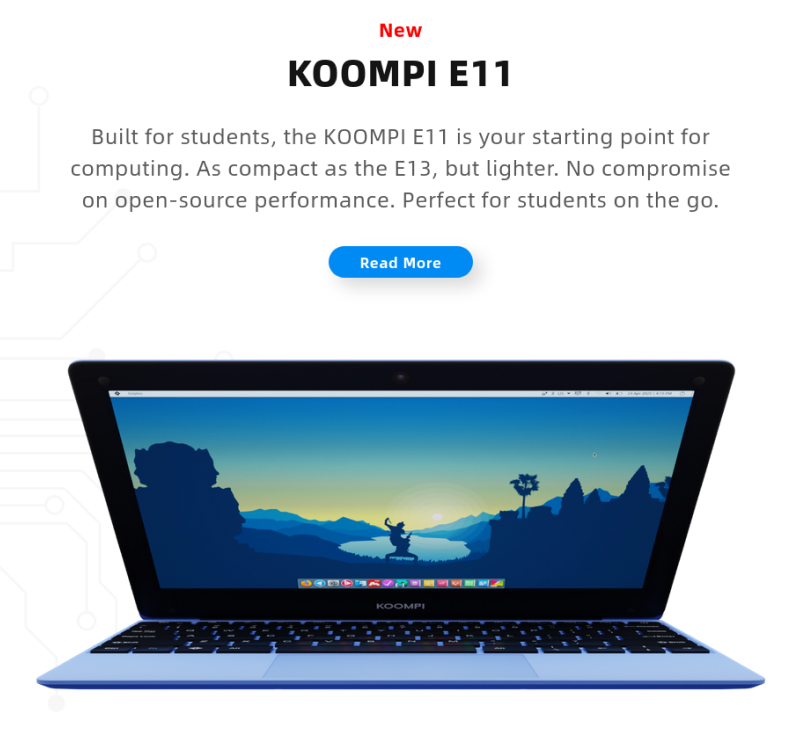 New
KOOMPI E11
Built for students, the KOOMPI E11 is your starting point for
computing. As compact as the E13, but lighter. No compromise
on open-source performance. Perfect for students on the go.
Read More
KOOMPI